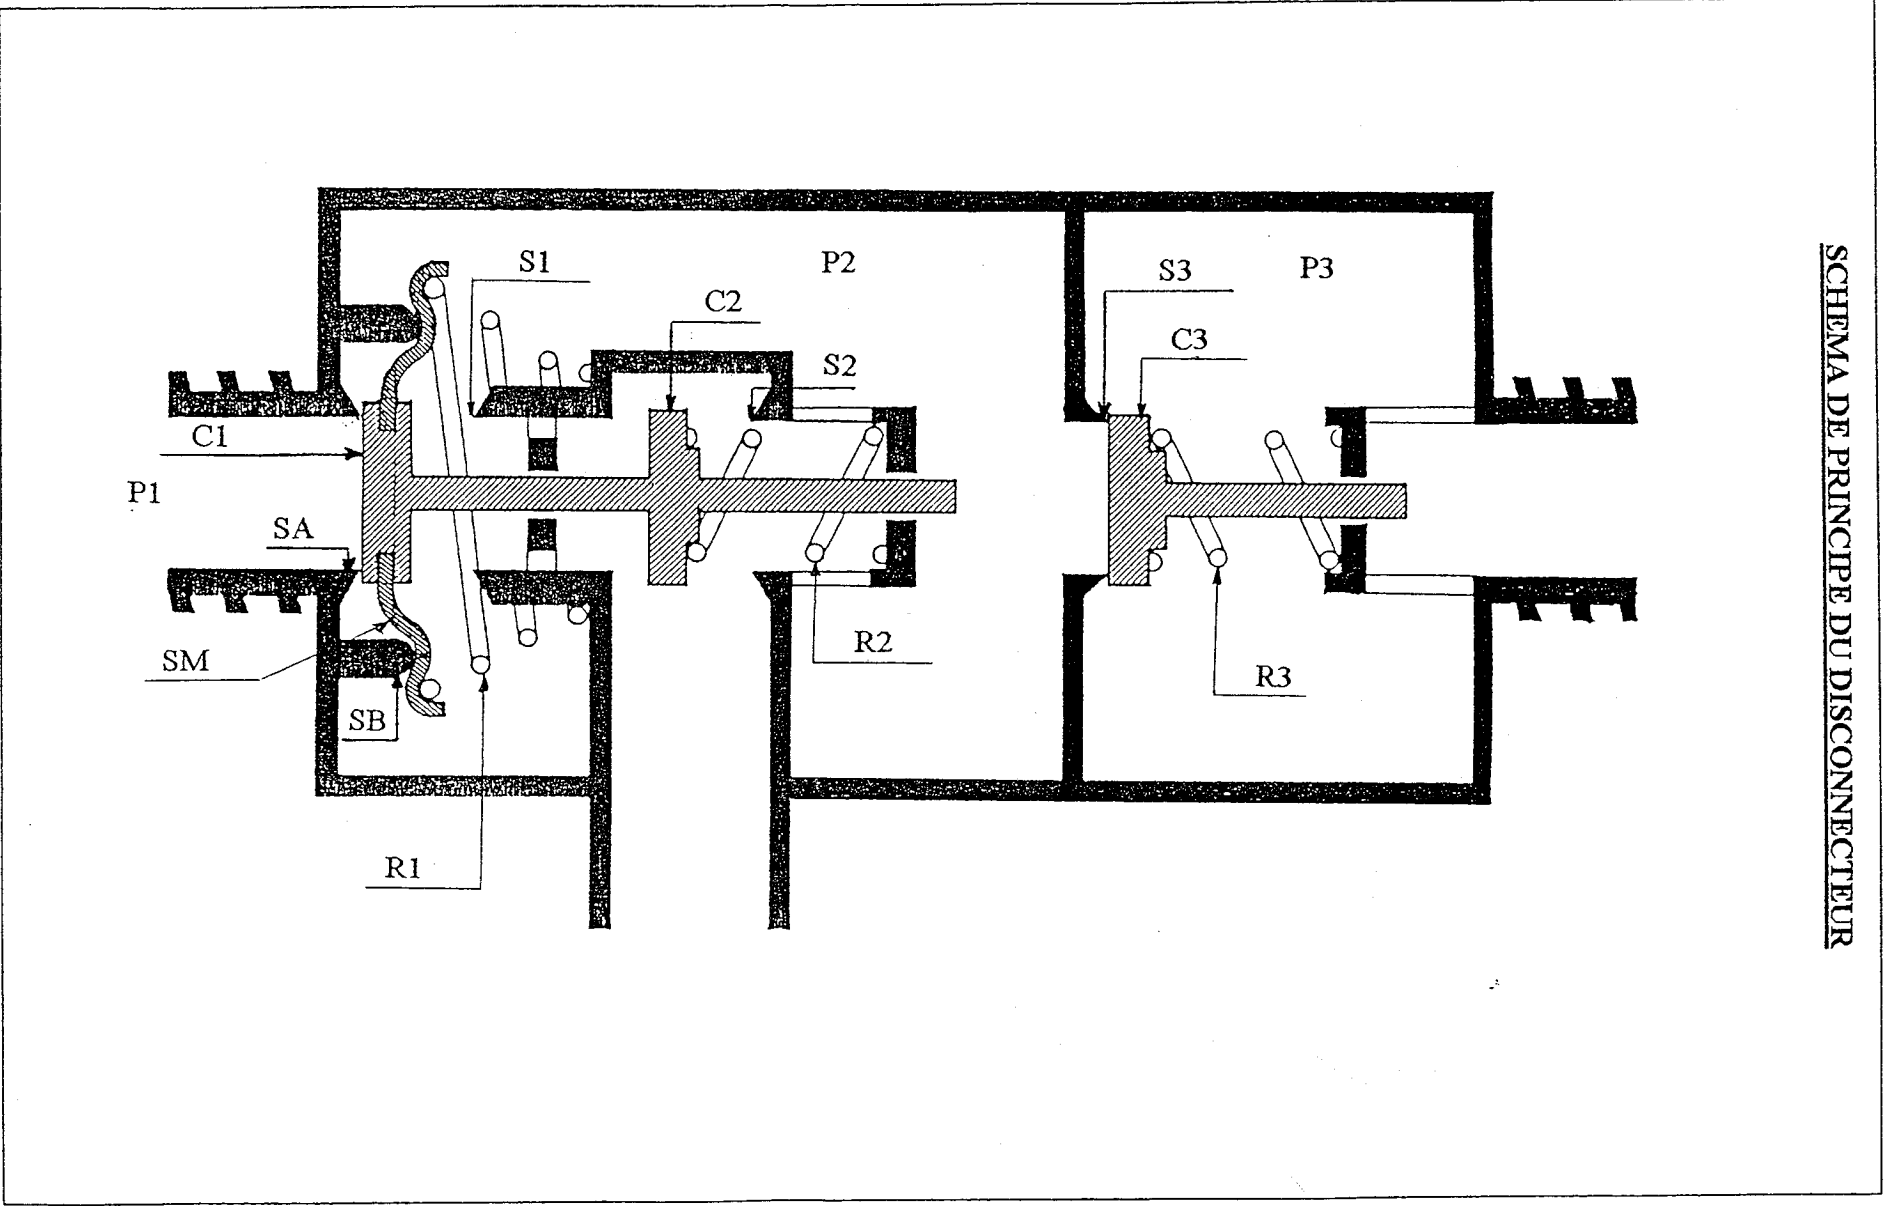 SCHEMA DE PRINCIPE DU DISCONNECTEUR
S1
P2
S3
P3
C2
C3
S2
C1
P1
SA
SM
R2
R3
SB
R1